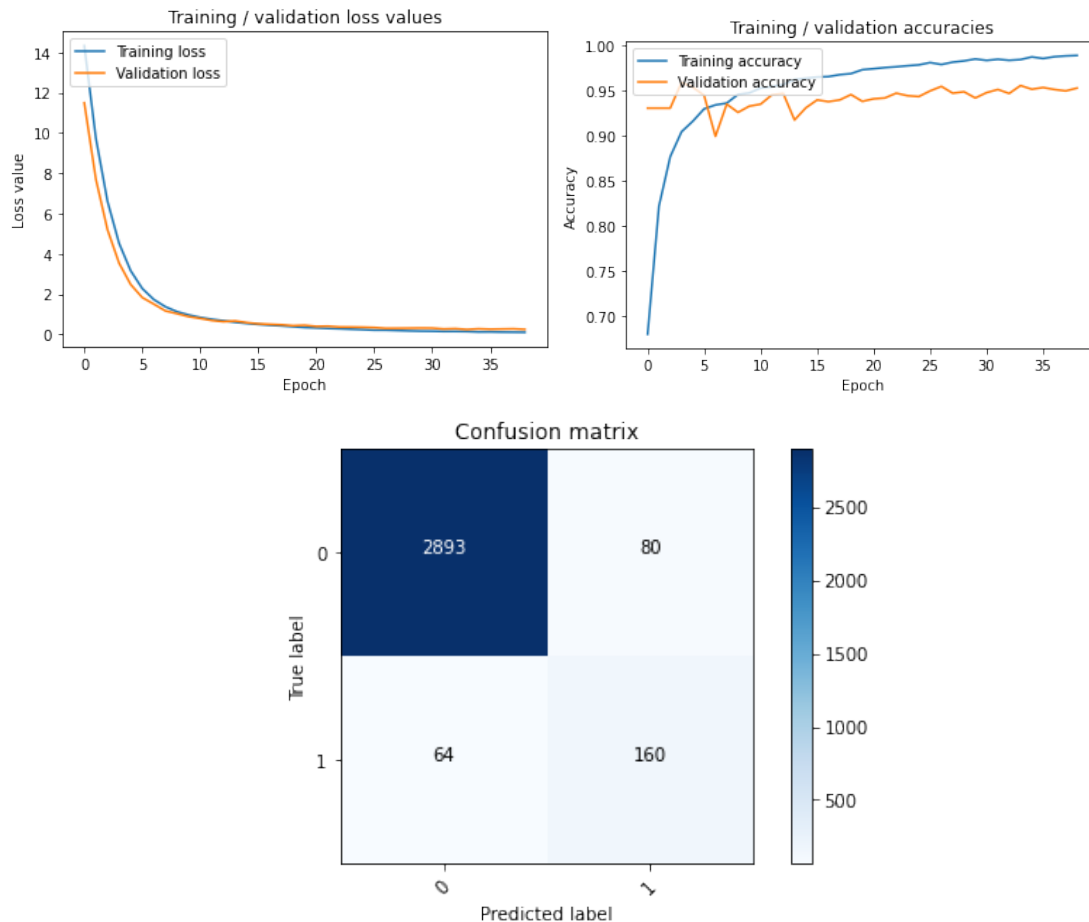 Training / validation loss values
Training loss
Validation loss
14
12
10
8
6
4
2
0
Loss value
0 5 10 15 20 25 30 35
Epoch
Training / validation accuracies
Training accuracy
Validation accuracy
1.00
0.95
0.90
0.85
0.80
0.75
0.70
Accuracy
0 5 10 15 20 25 30 35
Epoch
Confusion matrix
True label
0
1
2893 80
64 160
0 1
Predicted label
2500
2000
1500
1000
500